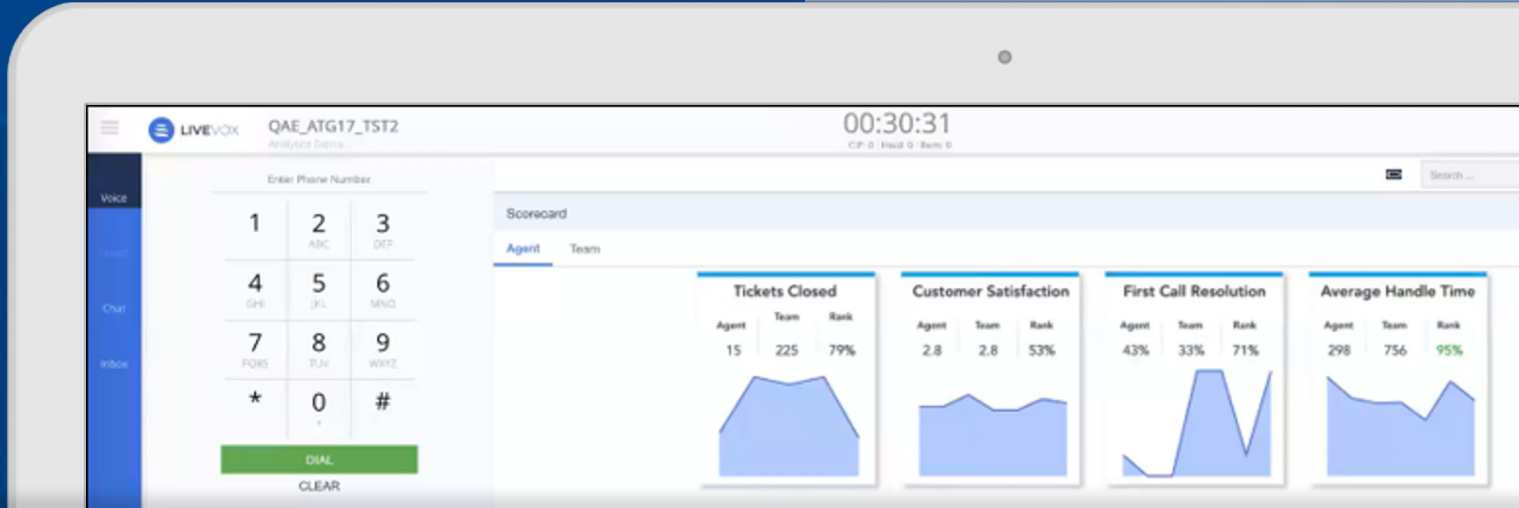 LIVEVOX
QAE_ATG17_TST2
Analytics Demo
00:30:31
Voice
Chat
Inbox
Enter Phone Number
1 2 3
ABC DEF
4 5 6
GHI JKL MNO
7 8 9
PQRS TUV WXYZ
* 0 #
DIAL
CLEAR
Search ...
Scorecard
Agent Team
Tickets Closed
Agent Team Rank
15 225 79%
Customer Satisfaction
Agent Team Rank
2.8 2.8 53%
First Call Resolution
Agent Team Rank
43% 33% 71%
Average Handle Time
Agent Team Rank
298 756 95%